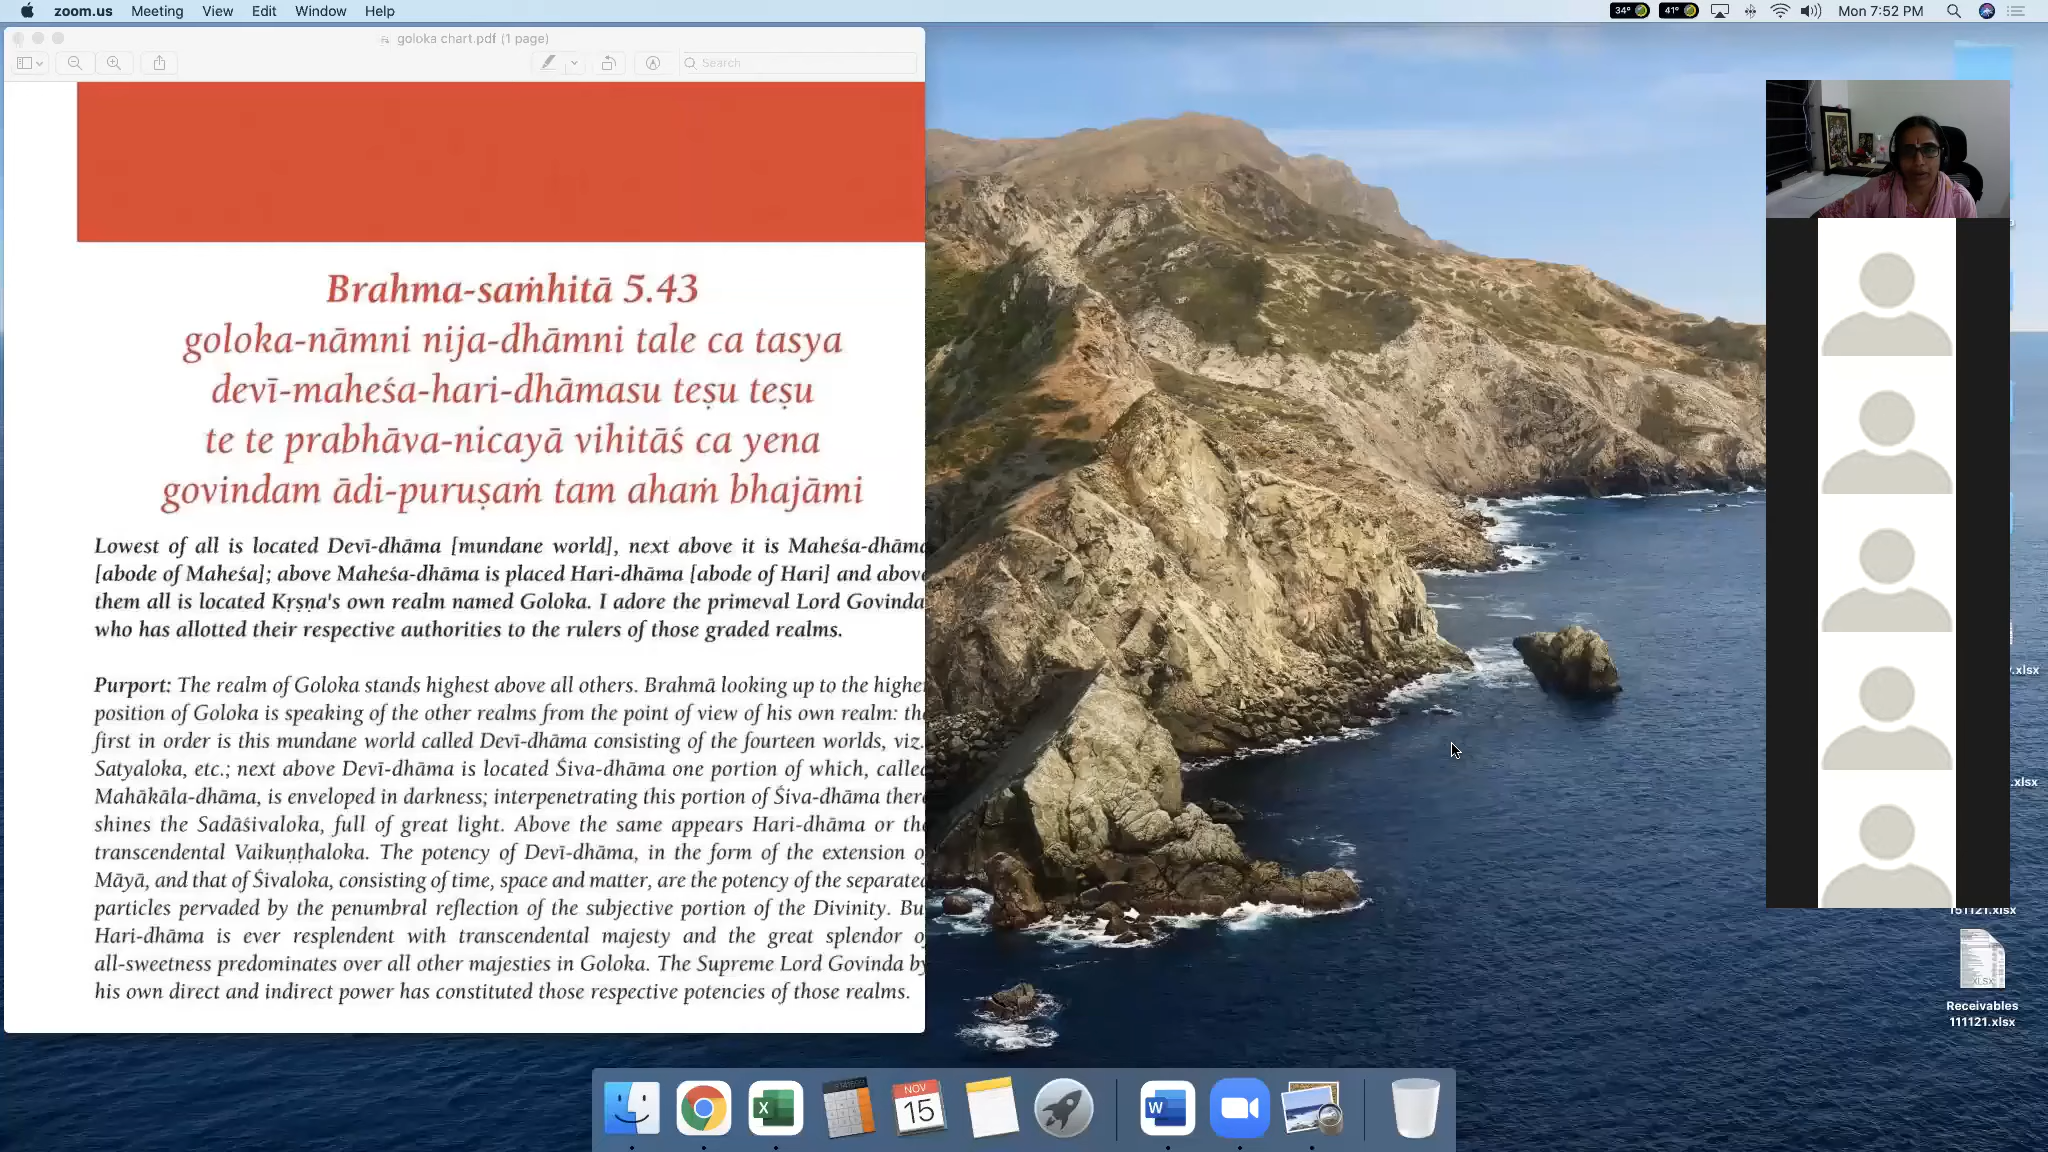 zoom.us Meeting View Edit Window Help
34° 41° Mon 7:52 PM
goloka chart.pdf (1 page)
Search
Brahma-saṁhitā 5.43
goloka-nāmni nija-dhāmni tale ca tasya
devī-maheśa-hari-dhāmasu teṣu teṣu
te te prabhāva-nicayā vihitāś ca yena
govindam ādi-puruṣaṁ tam ahaṁ bhajāmi
Lowest of all is located Devī-dhāma [mundane world], next above it is Maheśa-dhāma
[abode of Maheśa]; above Maheśa-dhāma is placed Hari-dhāma [abode of Hari] and above
them all is located Kṛṣṇa's own realm named Goloka. I adore the primeval Lord Govinda
who has allotted their respective authorities to the rulers of those graded realms.
Purport: The realm of Goloka stands highest above all others. Brahmā looking up to the higher
position of Goloka is speaking of the other realms from the point of view of his own realm: the
first in order is this mundane world called Devī-dhāma consisting of the fourteen worlds, viz.
Satyaloka, etc.; next above Devī-dhāma is located Śiva-dhāma one portion of which, called
Mahākāla-dhāma, is enveloped in darkness; interpenetrating this portion of Śiva-dhāma there
shines the Sadāśivaloka, full of great light. Above the same appears Hari-dhāma or the
transcendental Vaikuṇṭhaloka. The potency of Devī-dhāma, in the form of the extension o
Māyā, and that of Śivaloka, consisting of time, space and matter, are the potency of the separated
particles pervaded by the penumbral reflection of the subjective portion of the Divinity. Bu
Hari-dhāma is ever resplendent with transcendental majesty and the great splendor o
all-sweetness predominates over all other majesties in Goloka. The Supreme Lord Govinda by
his own direct and indirect power has constituted those respective potencies of those realms.
.xlsx
.xlsx
151121.xlsx
XLSX
Receivables
111121.xlsx
NOV
15
X
W